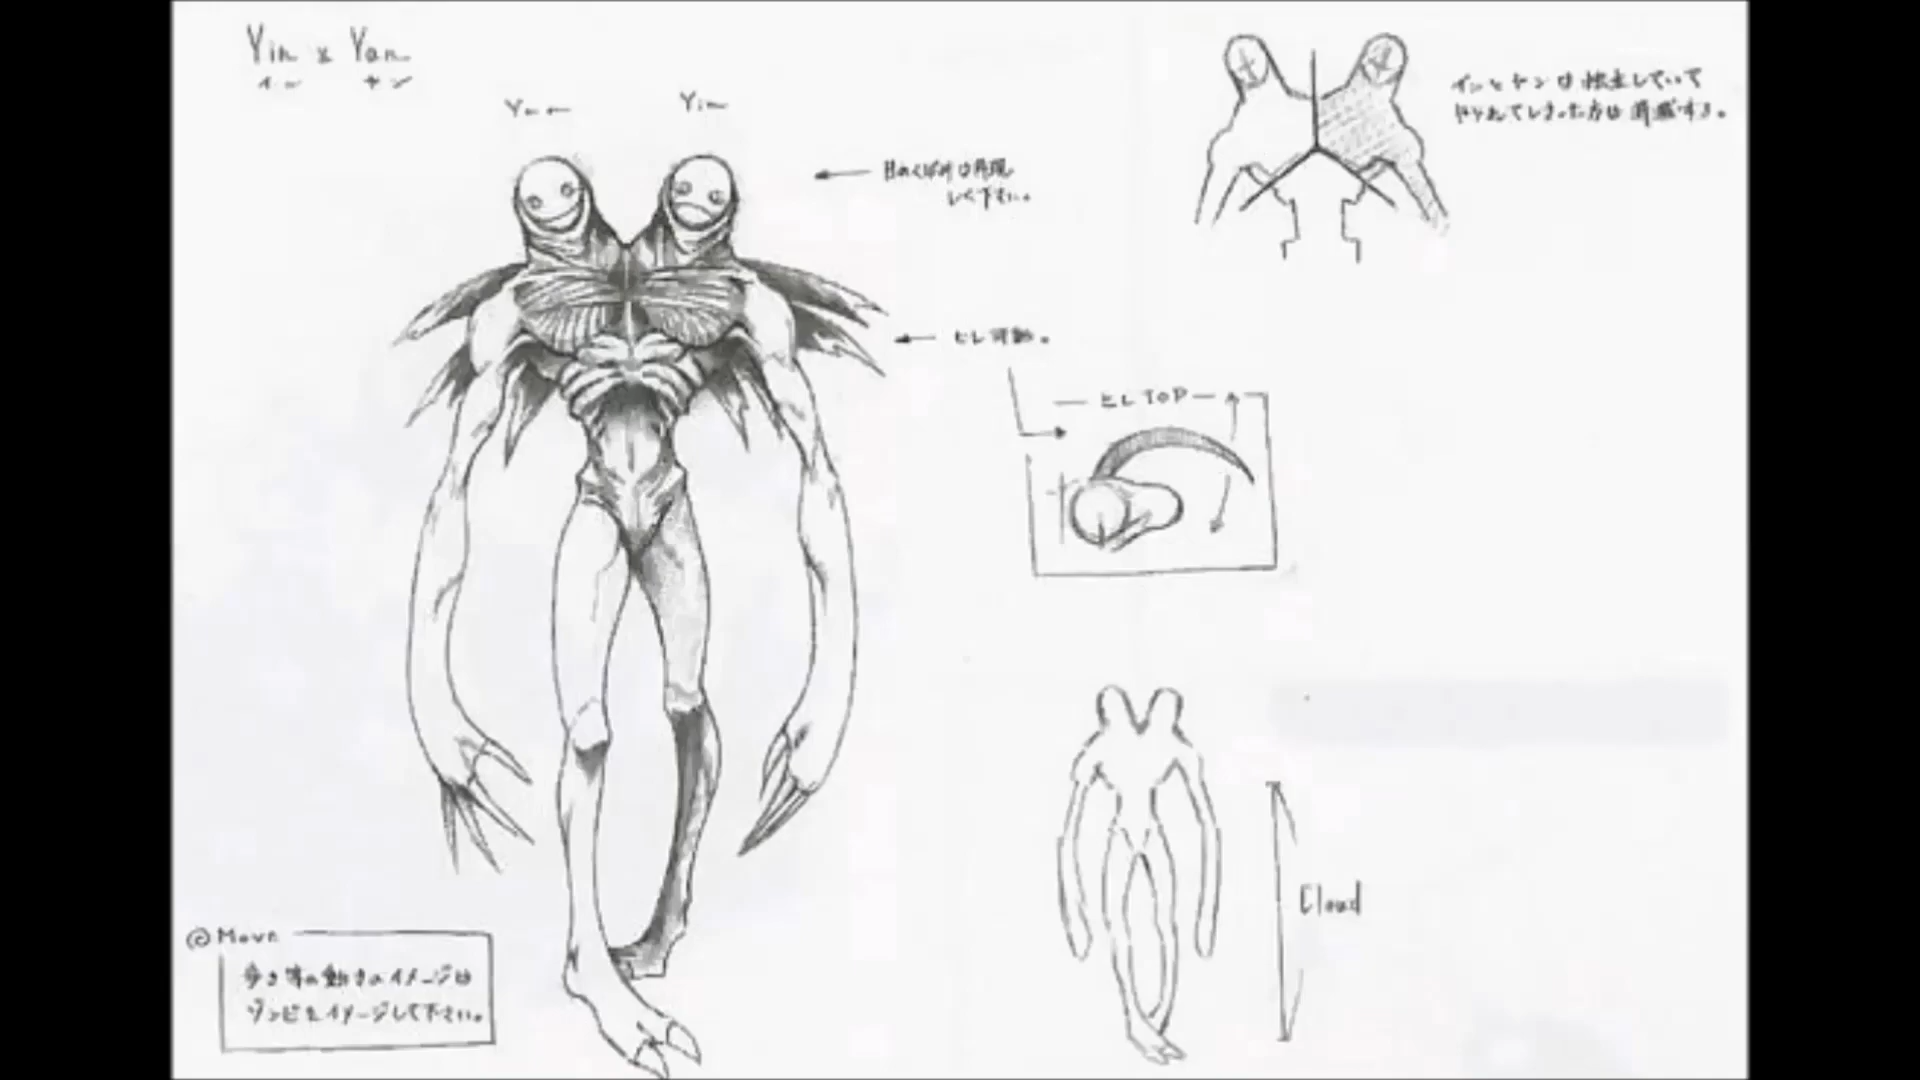 Yin & Yan
イン ヤン
Yan
Yin
目のくぼみは再現
して下さい。
ヒレ可動。
ヒレTOP
インとヤンは独立していて
やられてしまった方は消滅する。
Cloud
@Move
歩き等の動きのイメージは
ゾンビをイメージして下さい。